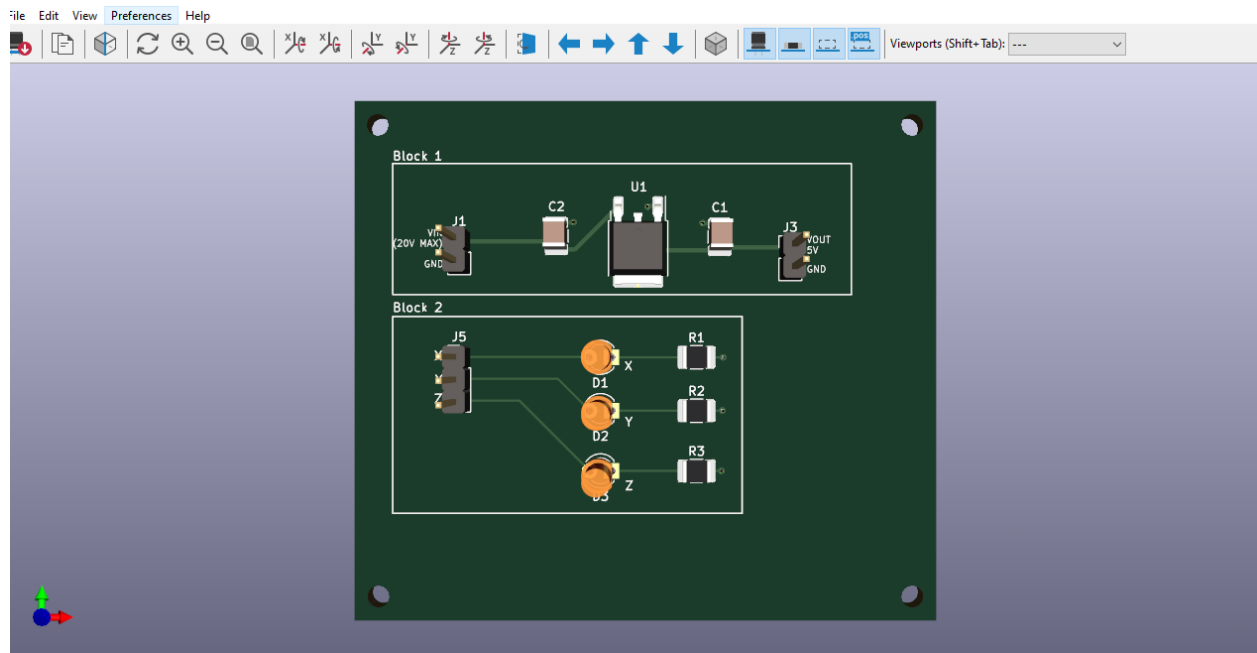 File Edit View Preferences Help
pos Viewports (Shift+Tab): ---
Block 1
U1
C2
C1
J1
J3
(20V MAX)
VOUT
5V
GND
GND
Block 2
J5
R1
X
D1
R2
Y
D2
R3
Z
Z